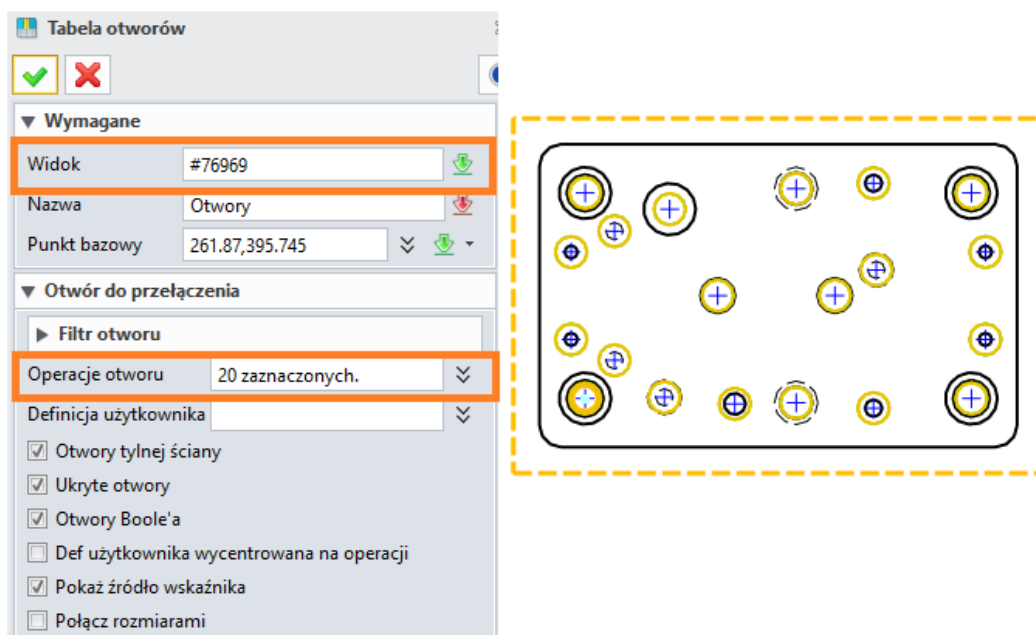 Tabela otworów
Wymagane
Widok #76969
Nazwa Otwory
Punkt bazowy 261.87,395.745
Otwór do przełączenia
Filtr otworu
Operacje otworu 20 zaznaczonych.
Definicja użytkownika
Otwory tylnej ściany
Ukryte otwory
Otwory Boole'a
Def użytkownika wycentrowana na operacji
Pokaż źródło wskaźnika
Połącz rozmiarami